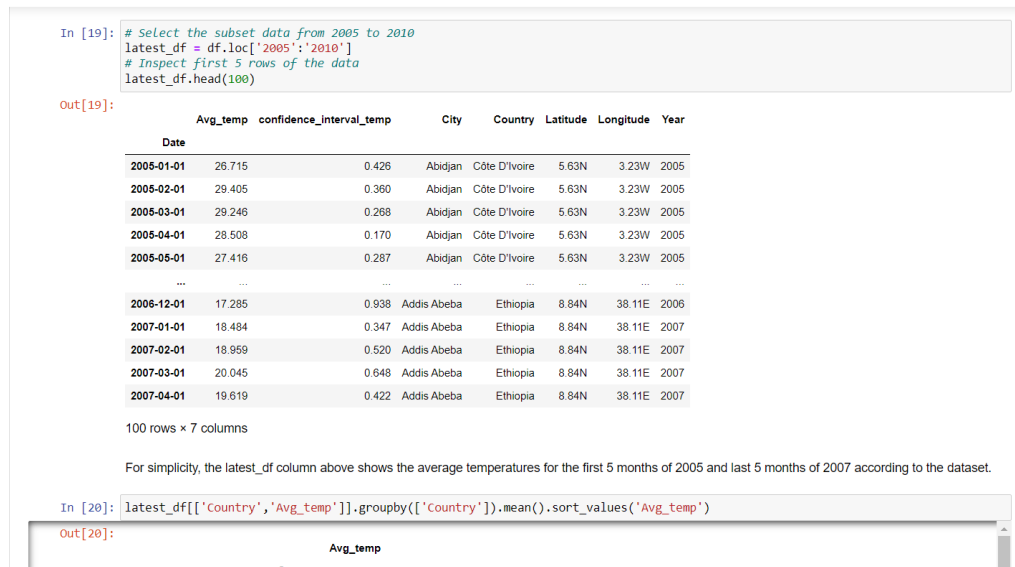 In [19]: # Select the subset data from 2005 to 2010
latest_df = df.loc['2005':'2010']
# Inspect first 5 rows of the data
latest_df.head(100)
Out[19]:
Avg_temp confidence_interval_temp City Country Latitude Longitude Year
Date
2005-01-01 26.715 0.426 Abidjan Côte D'Ivoire 5.63N 3.23W 2005
2005-02-01 29.405 0.360 Abidjan Côte D'Ivoire 5.63N 3.23W 2005
2005-03-01 29.246 0.268 Abidjan Côte D'Ivoire 5.63N 3.23W 2005
2005-04-01 28.508 0.170 Abidjan Côte D'Ivoire 5.63N 3.23W 2005
2005-05-01 27.416 0.287 Abidjan Côte D'Ivoire 5.63N 3.23W 2005
... ... ... ... ... ... ... ...
2006-12-01 17.285 0.938 Addis Abeba Ethiopia 8.84N 38.11E 2006
2007-01-01 18.484 0.347 Addis Abeba Ethiopia 8.84N 38.11E 2007
2007-02-01 18.959 0.520 Addis Abeba Ethiopia 8.84N 38.11E 2007
2007-03-01 20.045 0.648 Addis Abeba Ethiopia 8.84N 38.11E 2007
2007-04-01 19.619 0.422 Addis Abeba Ethiopia 8.84N 38.11E 2007
100 rows × 7 columns
For simplicity, the latest_df column above shows the average temperatures for the first 5 months of 2005 and last 5 months of 2007 according to the dataset.
In [20]: latest_df[['Country','Avg_temp']].groupby(['Country']).mean().sort_values('Avg_temp')
Out[20]:
Avg_temp